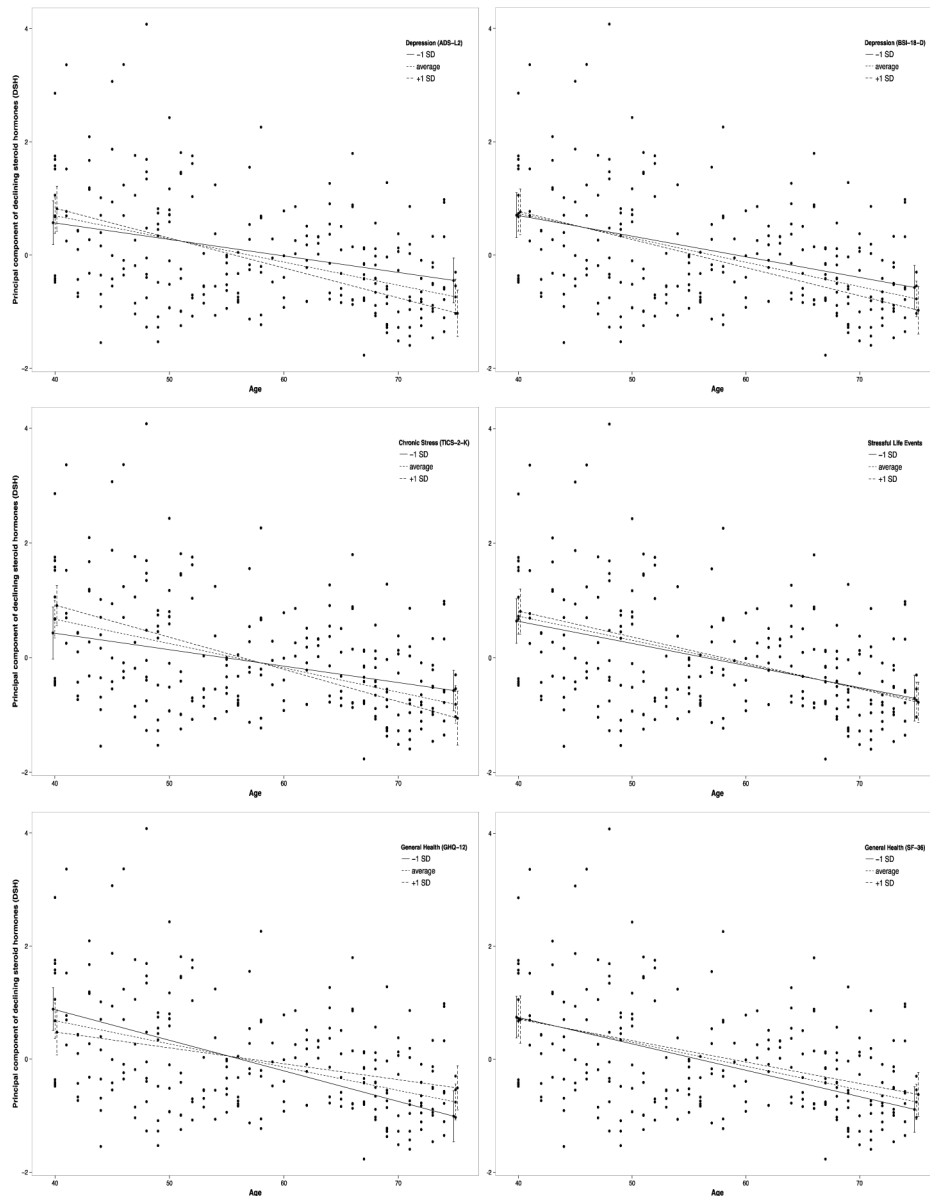 Depression (ADS-L2)
−1 SD
average
+1 SD
Principal component of declining steroid hormones (DSH)
4
2
0
−2
40
50
60
70
Age
Depression (BSI-18-D)
−1 SD
average
+1 SD
4
2
0
−2
40
50
60
70
Age
Chronic Stress (TICS-2-K)
−1 SD
average
+1 SD
Principal component of declining steroid hormones (DSH)
4
2
0
−2
40
50
60
70
Age
Stressful Life Events
−1 SD
average
+1 SD
4
2
0
−2
40
50
60
70
Age
General Health (GHQ-12)
−1 SD
average
+1 SD
Principal component of declining steroid hormones (DSH)
4
2
0
−2
40
50
60
70
Age
General Health (SF-36)
−1 SD
average
+1 SD
4
2
0
−2
40
50
60
70
Age